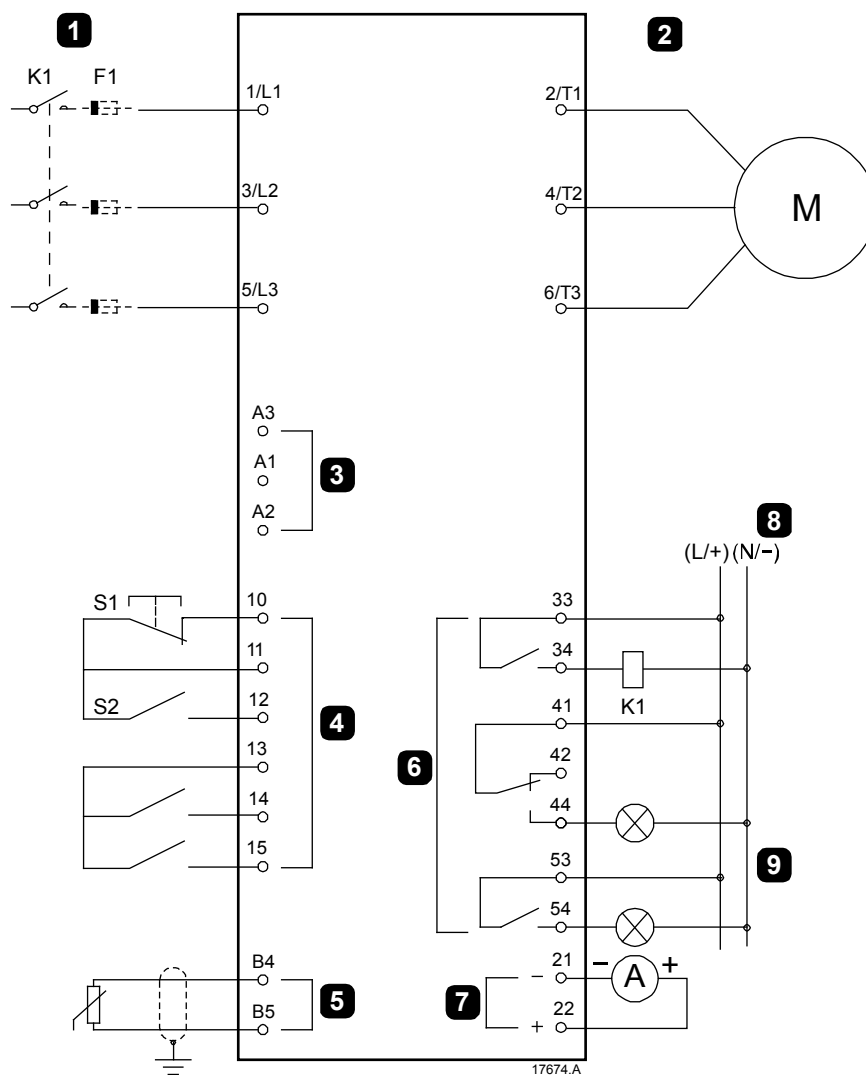 1
2
K1 F1
1/L1 2/T1
M
3/L2 4/T2
5/L3 6/T3
A3
A1
3
A2
8
(L/+) (N/−)
S1 10 33
11 34
K1
S2 12 41
4
13 42
6
14 44
15 53
9
54
B4 21 − − A +
5
7
B5 22 +
17674.A